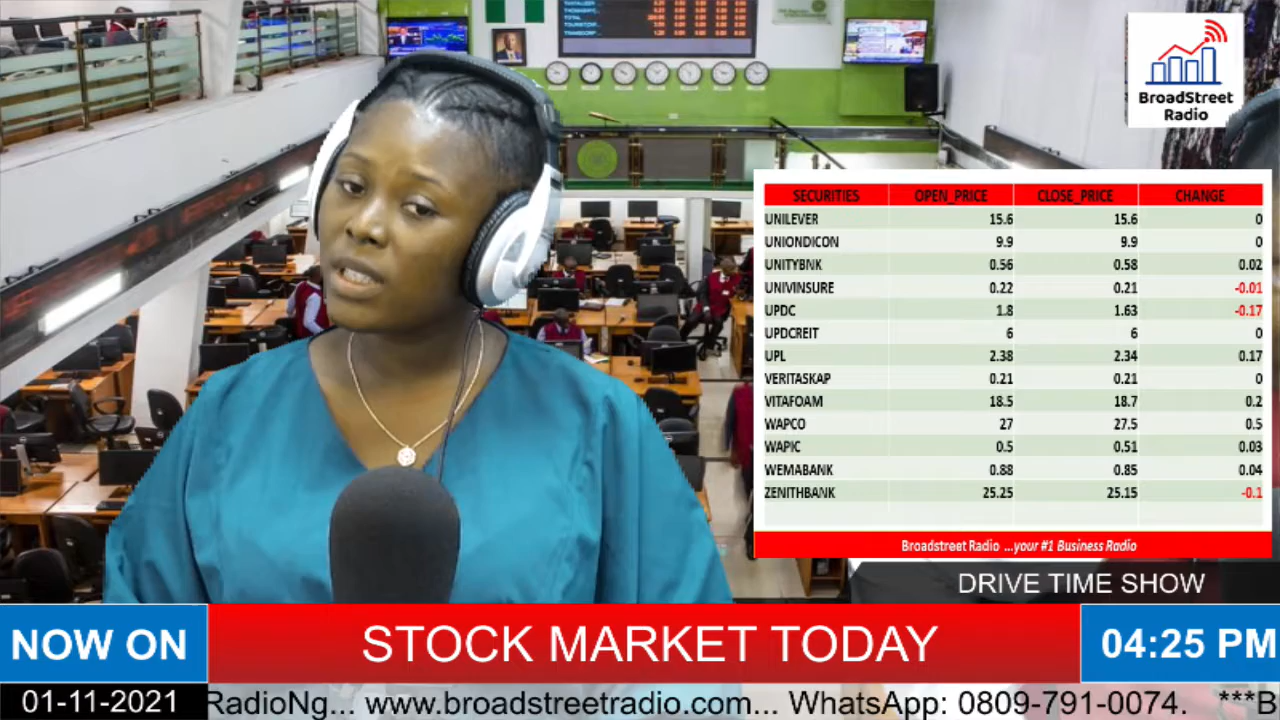 BroadStreet
Radio
SECURITIES OPEN_PRICE CLOSE_PRICE CHANGE
UNILEVER 15.6 15.6 0
UNIONDICON 9.9 9.9 0
UNITYBNK 0.56 0.58 0.02
UNIVINSURE 0.22 0.21 -0.01
UPDC 1.8 1.63 -0.17
UPDCREIT 6 6 0
UPL 2.38 2.34 0.17
VERITASKAP 0.21 0.21 0
VITAFOAM 18.5 18.7 0.2
WAPCO 27 27.5 0.5
WAPIC 0.5 0.51 0.03
WEMABANK 0.88 0.85 0.04
ZENITHBANK 25.25 25.15 -0.1
Broadstreet Radio ...your #1 Business Radio
DRIVE TIME SHOW
NOW ON STOCK MARKET TODAY 04:25 PM
01-11-2021 RadioNg... www.broadstreetradio.com... WhatsApp: 0809-791-0074. ***B